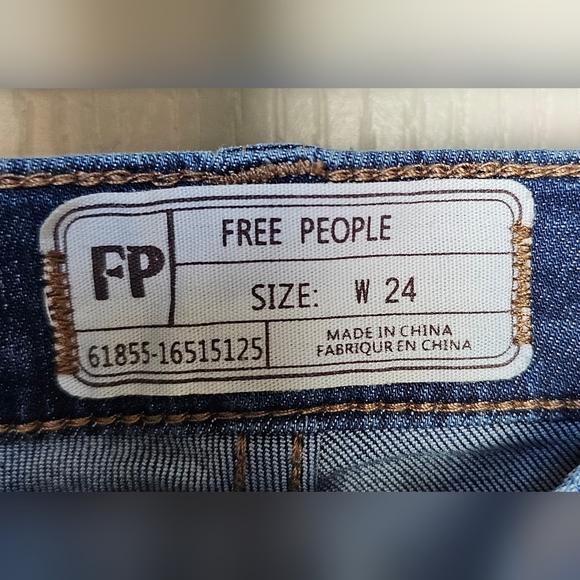 FP
FREE PEOPLE
SIZE: W 24
61855-16515125
MADE IN CHINA
FABRIQUR EN CHINA